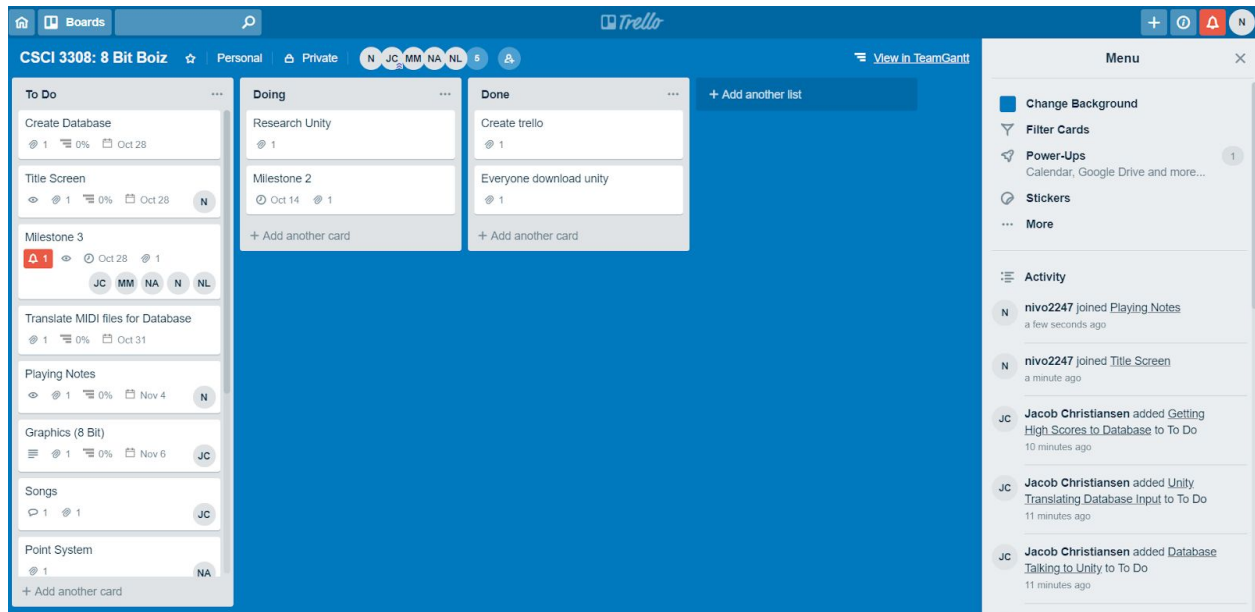 Boards
Trello
N
CSCI 3308: 8 Bit Boiz
Personal
Private
N JC MM NA NL 5
View in TeamGantt
To Do
Create Database
1 0% Oct 28
Title Screen
1 0% Oct 28
N
Milestone 3
1 Oct 28 1
JC MM NA N NL
Translate MIDI files for Database
1 0% Oct 31
Playing Notes
1 0% Nov 4
N
Graphics (8 Bit)
1 0% Nov 6
JC
Songs
1 1
JC
Point System
1
NA
+ Add another card
Doing
Research Unity
1
Milestone 2
Oct 14 1
+ Add another card
Done
Create trello
1
Everyone download unity
1
+ Add another card
+ Add another list
Menu
Change Background
Filter Cards
Power-Ups
1
Calendar, Google Drive and more...
Stickers
More
Activity
N
nivo2247 joined Playing Notes
a few seconds ago
N
nivo2247 joined Title Screen
a minute ago
JC
Jacob Christiansen added Getting
High Scores to Database to To Do
10 minutes ago
JC
Jacob Christiansen added Unity
Translating Database Input to To Do
11 minutes ago
JC
Jacob Christiansen added Database
Talking to Unity to To Do
11 minutes ago